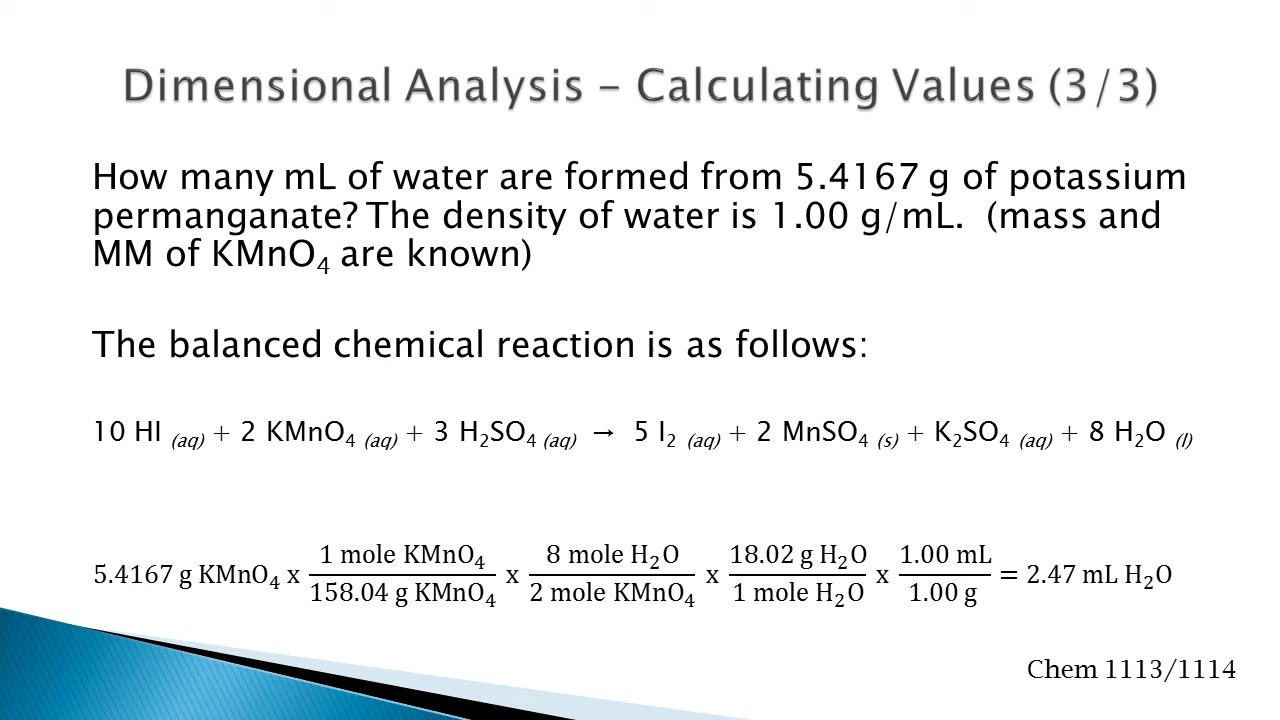 Dimensional Analysis – Calculating Values (3/3)
How many mL of water are formed from 5.4167 g of potassium
permanganate? The density of water is 1.00 g/mL.  (mass and
MM of KMnO₄ are known)
The balanced chemical reaction is as follows:
10 HI (aq) + 2 KMnO₄ (aq) + 3 H₂SO₄ (aq) → 5 I₂ (aq) + 2 MnSO₄ (s) + K₂SO₄ (aq) + 8 H₂O (l)
5.4167 g KMnO₄ x (1 mole KMnO₄)/(158.04 g KMnO₄) x (8 mole H₂O)/(2 mole KMnO₄) x (18.02 g H₂O)/(1 mole H₂O) x (1.00 mL)/(1.00 g) = 2.47 mL H₂O
Chem 1113/1114